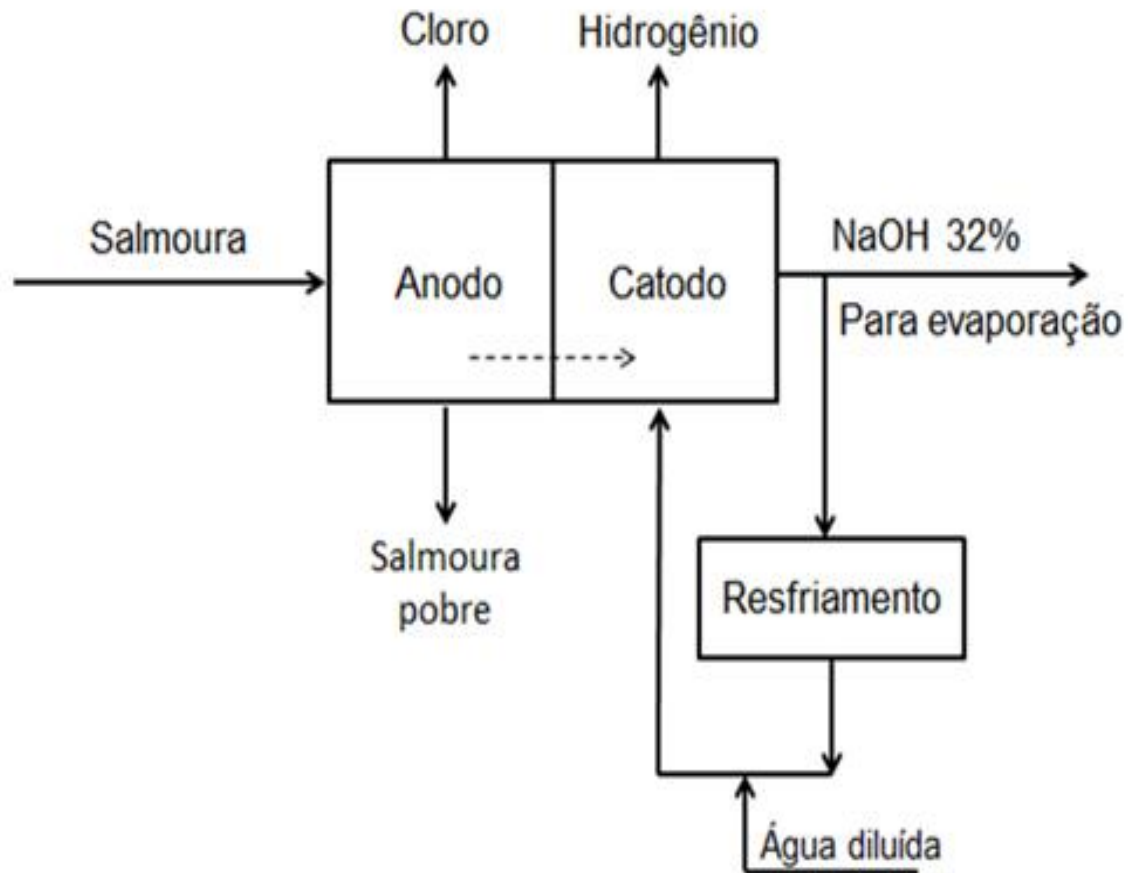 Cloro
Hidrogênio
Salmoura
Anodo
Catodo
NaOH 32%
Para evaporação
Salmoura
pobre
Resfriamento
Água diluída